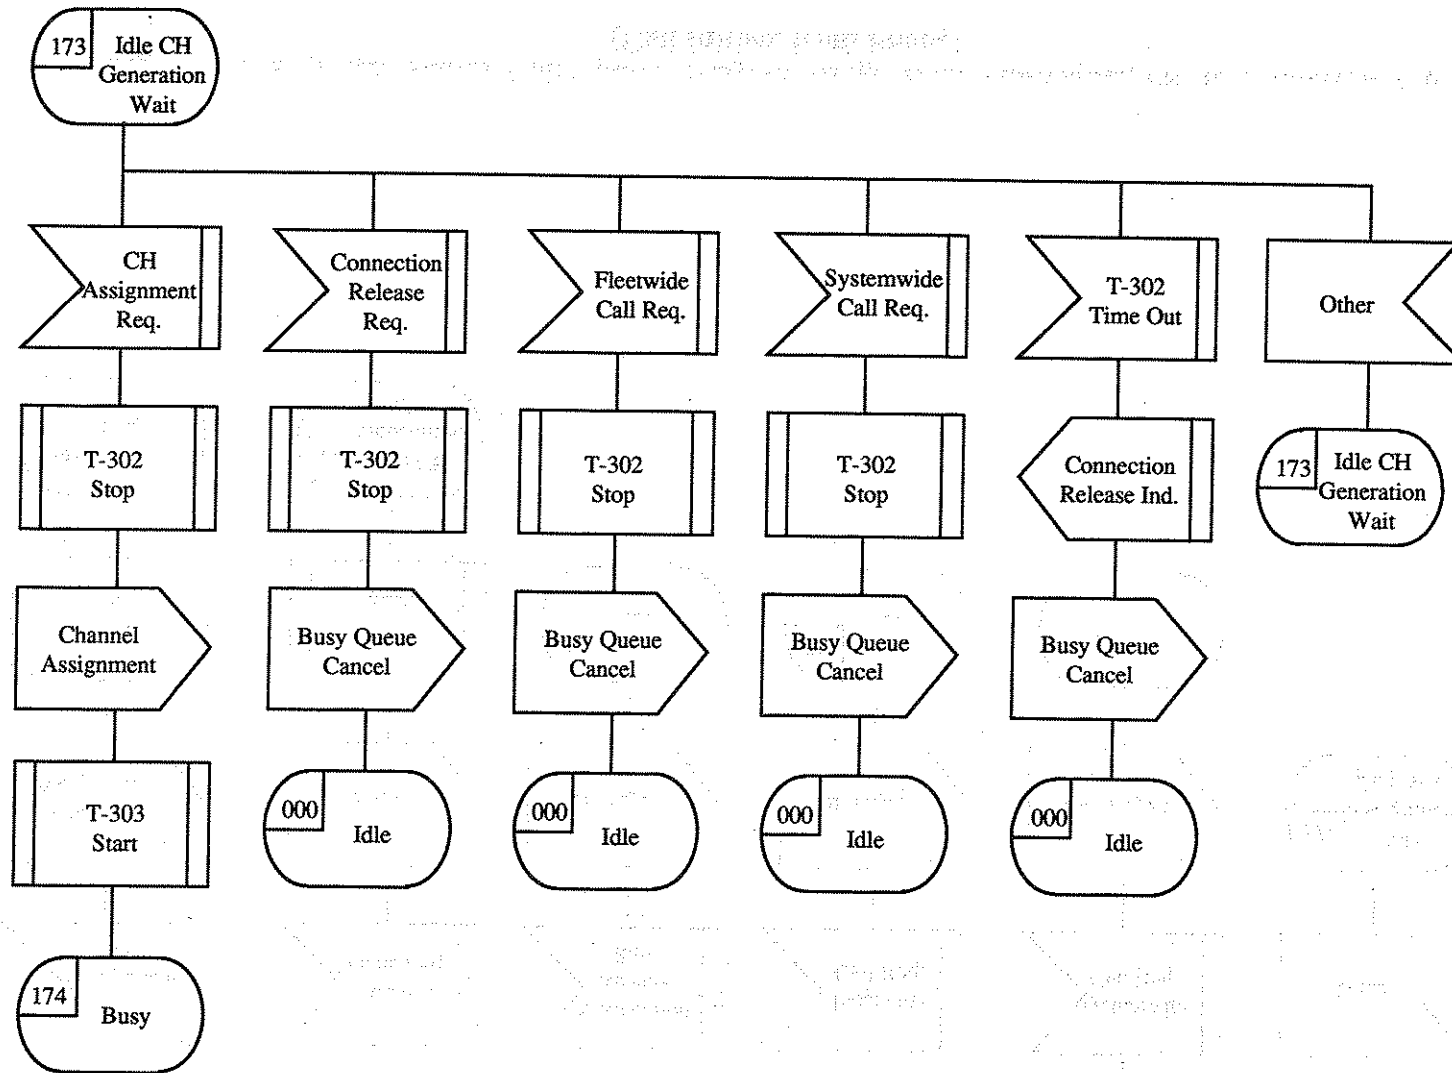 173
Idle CH
Generation
Wait
CH
Assignment
Req.
Connection
Release
Req.
Fleetwide
Call Req.
Systemwide
Call Req.
T-302
Time Out
Other
T-302
Stop
T-302
Stop
T-302
Stop
T-302
Stop
Connection
Release Ind.
173
Idle CH
Generation
Wait
Channel
Assignment
Busy Queue
Cancel
Busy Queue
Cancel
Busy Queue
Cancel
Busy Queue
Cancel
T-303
Start
000
Idle
000
Idle
000
Idle
000
Idle
174
Busy